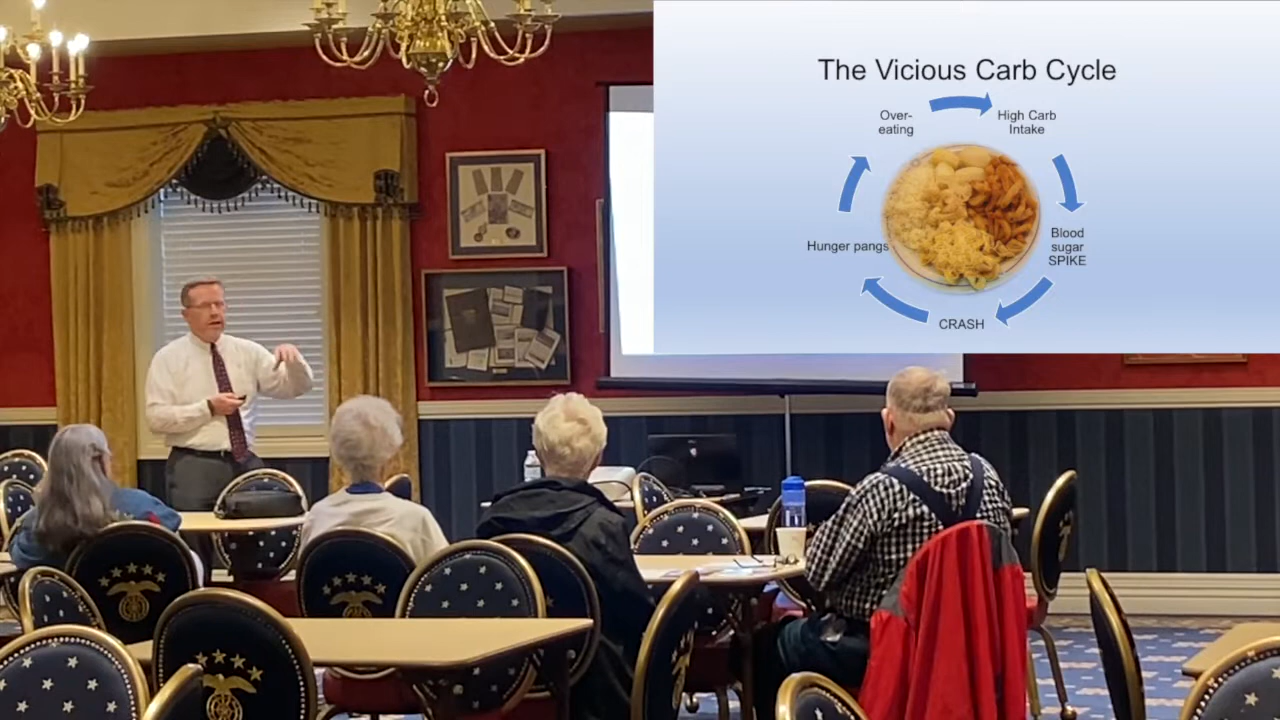 The Vicious Carb Cycle
Over-
eating
High Carb
Intake
Blood
sugar
SPIKE
Hunger pangs
CRASH